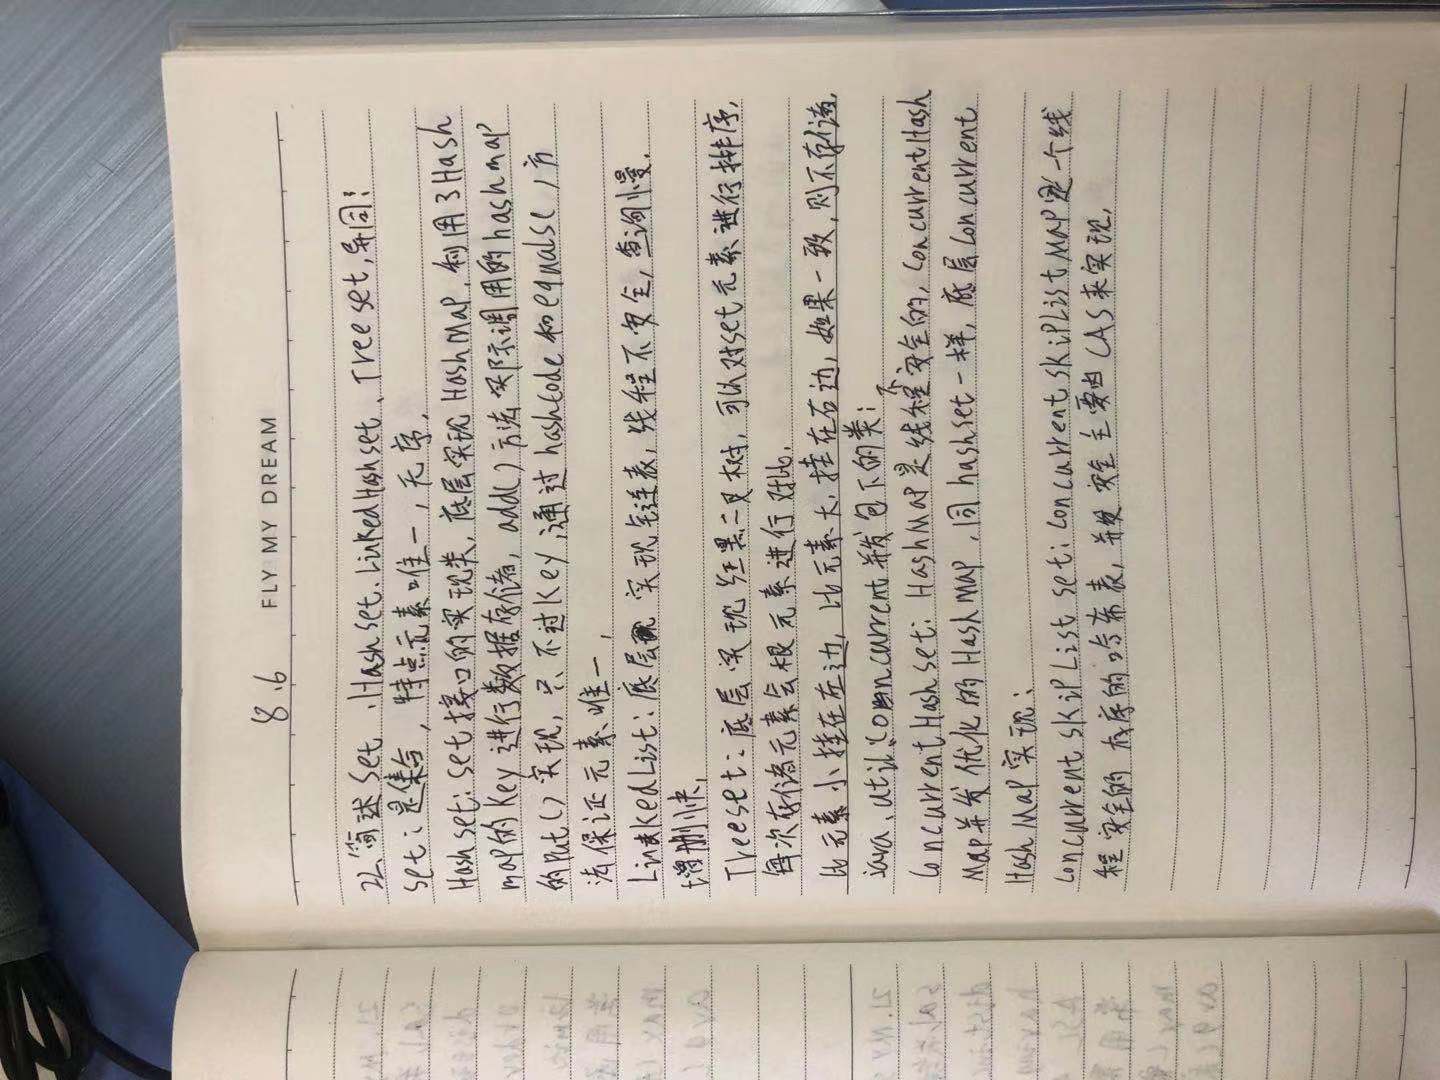 FLY MY DREAM
8.6
22、简述Set、Hashset、LinkedHashset、Treeset,异同:
Set:是集合,特点元素唯一,无序,
Hashset:set接口的实现类,底层实现HashMap,利用了Hash
map的Key进行数据存储,add()方法实际调用的hashmap
的put()实现,只不过key,通过hashCode和equalse()方
法保证元素唯一,
LinkedList:底层实现是链表,线程不安全,查询慢,
增删快,
Treeset:底层实现红黑二叉树,可以对set元素进行排序,
每次存储元素会根元素进行对比,
比元素小挂在左边,比元素大,挂在右边,如果一致,则不存储,
java.util.concurrent并发包下的类:
ConcurrentHashset:HashMap是线程不安全的,ConcurrentHash
Map并发优化的HashMap,同hashset一样,底层Concurrent
HashMap实现:
ConcurrentskipListset:ConcurrentskipListMap是一个线
程安全的有序的哈希表,并发安全主要由CAS来实现,